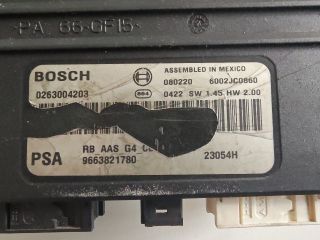 PA 66-GF15
BOSCH
ASSEMBLED IN MEXICO
080220 6002JC0860
0263004203
664 0422 SW 1.45 HW 2.00
RB AAS G4
PSA
9663821780
23054H